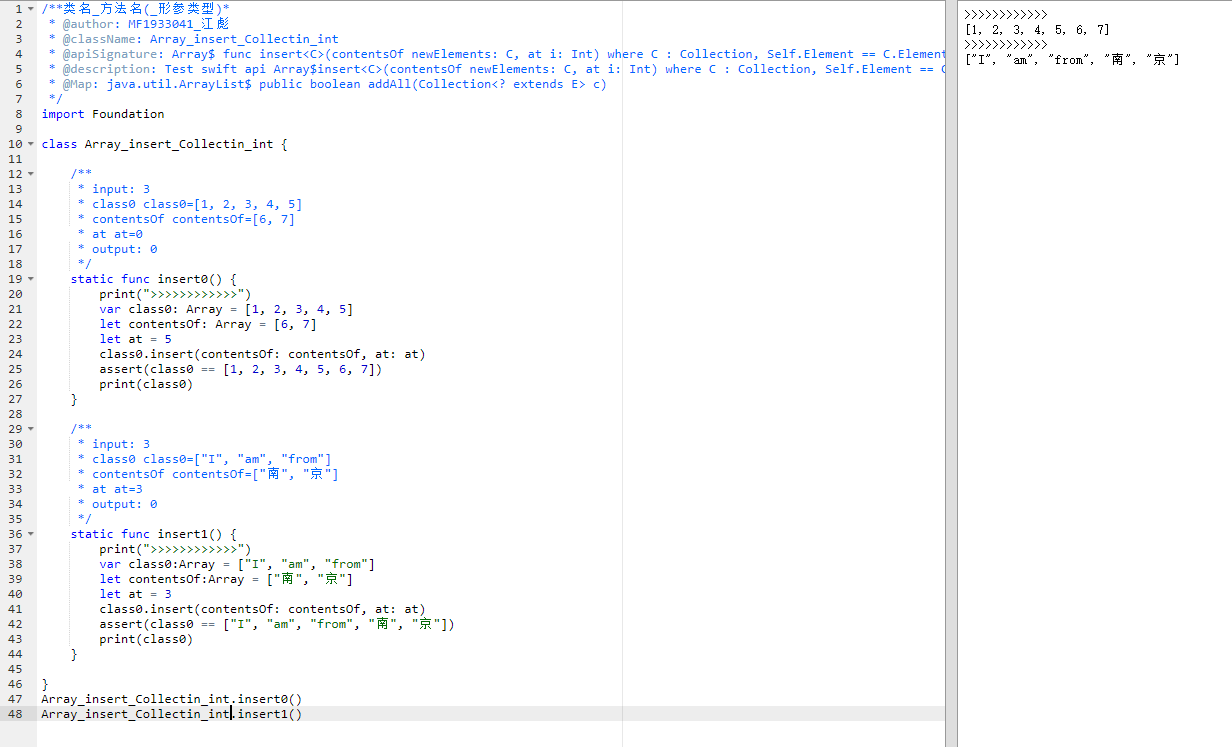 1 /**类名_方法名(_形参类型)*
2  * @author: MF1933041_江彪
3  * @className: Array_insert_Collectin_int
4  * @apiSignature: Array$ func insert<C>(contentsOf newElements: C, at i: Int) where C : Collection, Self.Element == C.Element
5  * @description: Test swift api Array$insert<C>(contentsOf newElements: C, at i: Int) where C : Collection, Self.Element == C
6  * @Map: java.util.ArrayList$ public boolean addAll(Collection<? extends E> c)
7  */
8 import Foundation
9
10 class Array_insert_Collectin_int {
11
12     /**
13      * input: 3
14      * class0 class0=[1, 2, 3, 4, 5]
15      * contentsOf contentsOf=[6, 7]
16      * at at=0
17      * output: 0
18      */
19     static func insert0() {
20         print(">>>>>>>>>>>>")
21         var class0: Array = [1, 2, 3, 4, 5]
22         let contentsOf: Array = [6, 7]
23         let at = 5
24         class0.insert(contentsOf: contentsOf, at: at)
25         assert(class0 == [1, 2, 3, 4, 5, 6, 7])
26         print(class0)
27     }
28
29     /**
30      * input: 3
31      * class0 class0=["I", "am", "from"]
32      * contentsOf contentsOf=["南", "京"]
33      * at at=3
34      * output: 0
35      */
36     static func insert1() {
37         print(">>>>>>>>>>>>")
38         var class0:Array = ["I", "am", "from"]
39         let contentsOf:Array = ["南", "京"]
40         let at = 3
41         class0.insert(contentsOf: contentsOf, at: at)
42         assert(class0 == ["I", "am", "from", "南", "京"])
43         print(class0)
44     }
45
46 }
47 Array_insert_Collectin_int.insert0()
48 Array_insert_Collectin_int.insert1()
>>>>>>>>>>>>
[1, 2, 3, 4, 5, 6, 7]
>>>>>>>>>>>>
["I", "am", "from", "南", "京"]